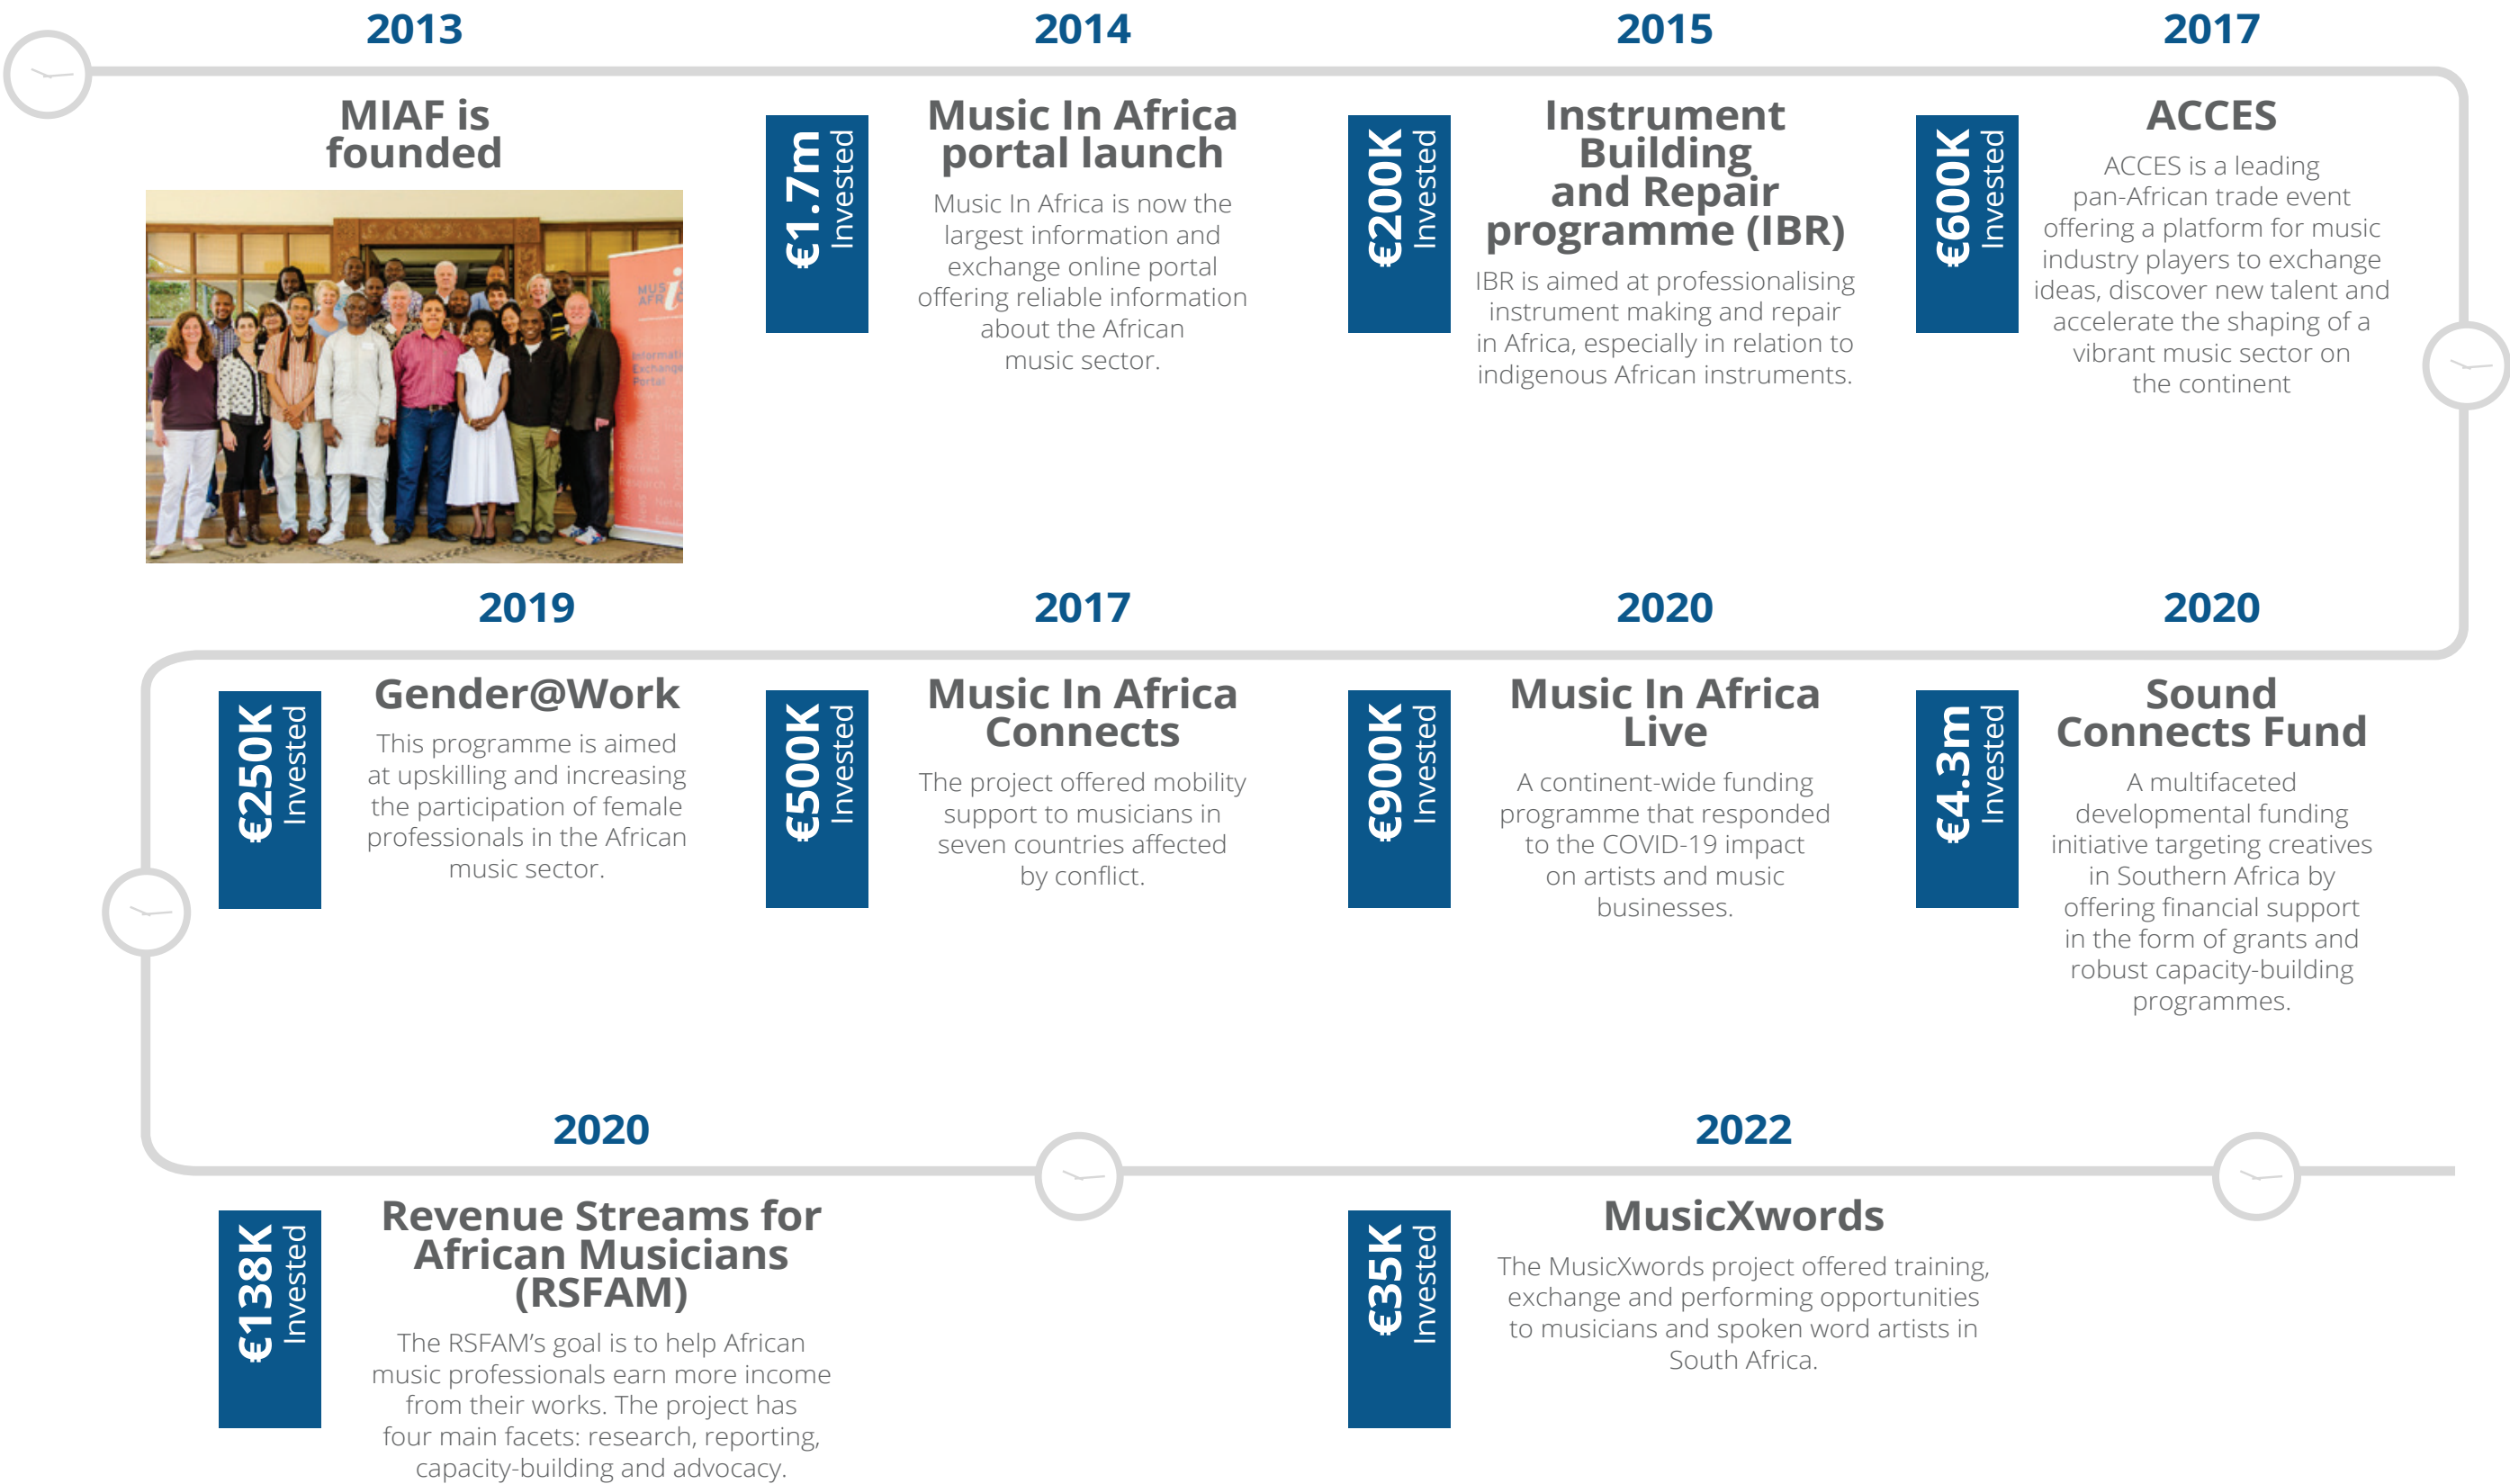 2013
MIAF is
founded
MUS
AFR
Informat
Exchange
Portal
2014
€1.7m
Invested
Music In Africa
portal launch
Music In Africa is now the
largest information and
exchange online portal
offering reliable information
about the African
music sector.
2015
€200K
Invested
Instrument
Building
and Repair
programme (IBR)
IBR is aimed at professionalising
instrument making and repair
in Africa, especially in relation to
indigenous African instruments.
2017
€600K
Invested
ACCES
ACCES is a leading
pan-African trade event
offering a platform for music
industry players to exchange
ideas, discover new talent and
accelerate the shaping of a
vibrant music sector on
the continent
2019
€250K
Invested
Gender@Work
This programme is aimed
at upskilling and increasing
the participation of female
professionals in the African
music sector.
2017
€500K
Invested
Music In Africa
Connects
The project offered mobility
support to musicians in
seven countries affected
by conflict.
2020
€900K
Invested
Music In Africa
Live
A continent-wide funding
programme that responded
to the COVID-19 impact
on artists and music
businesses.
2020
€4.3m
Invested
Sound
Connects Fund
A multifaceted
developmental funding
initiative targeting creatives
in Southern Africa by
offering financial support
in the form of grants and
robust capacity-building
programmes.
2020
€138K
Invested
Revenue Streams for
African Musicians
(RSFAM)
The RSFAM’s goal is to help African
music professionals earn more income
from their works. The project has
four main facets: research, reporting,
capacity-building and advocacy.
2022
€35K
Invested
MusicXwords
The MusicXwords project offered training,
exchange and performing opportunities
to musicians and spoken word artists in
South Africa.